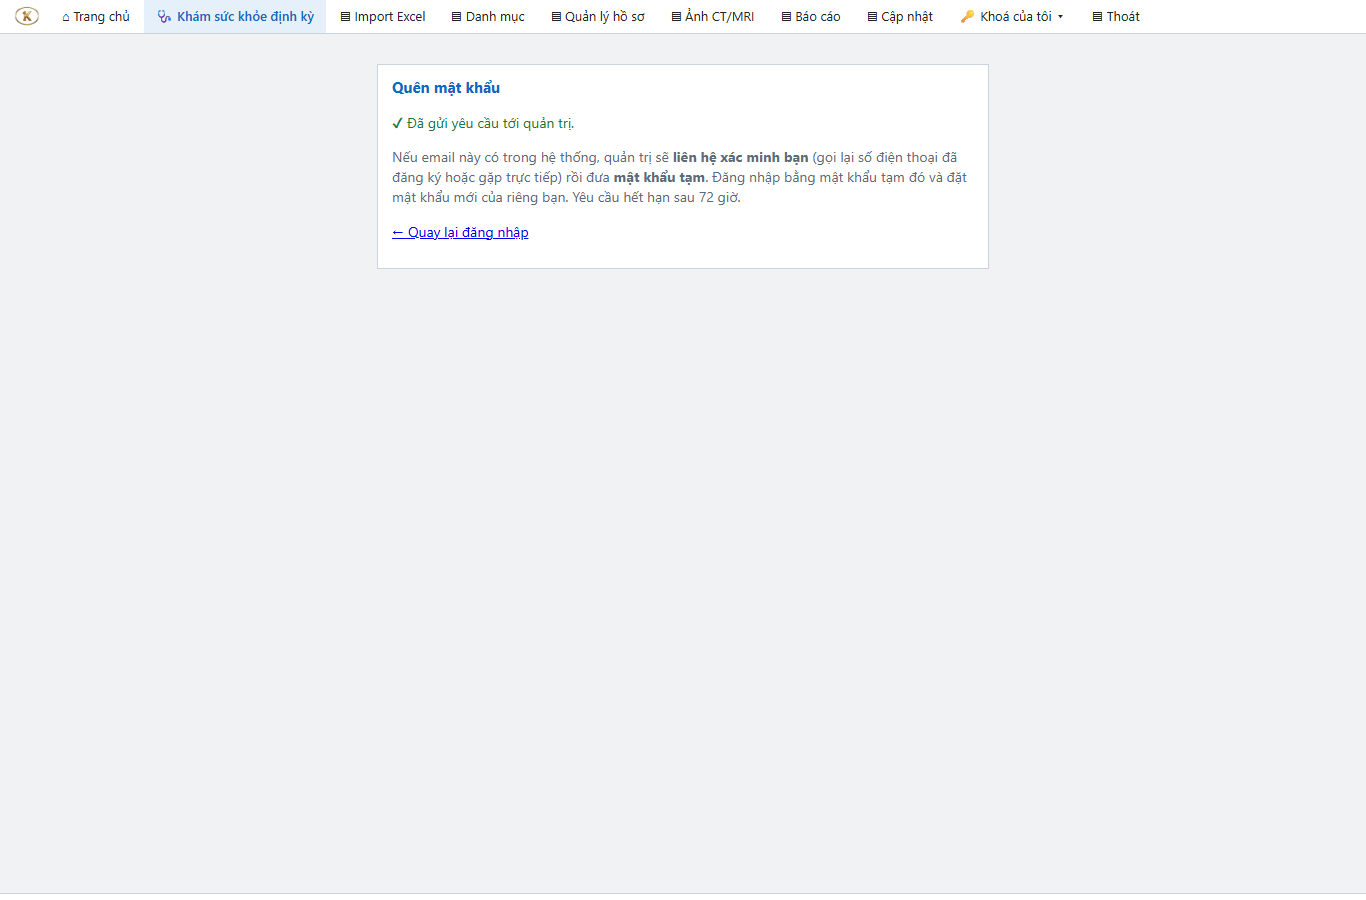 K
Trang chủ
Khám sức khỏe định kỳ
Import Excel
Danh mục
Quản lý hồ sơ
Ảnh CT/MRI
Báo cáo
Cập nhật
Khoá của tôi
Thoát
Quên mật khẩu
✓ Đã gửi yêu cầu tới quản trị.
Nếu email này có trong hệ thống, quản trị sẽ liên hệ xác minh bạn (gọi lại số điện thoại đã
đăng ký hoặc gặp trực tiếp) rồi đưa mật khẩu tạm. Đăng nhập bằng mật khẩu tạm đó và đặt
mật khẩu mới của riêng bạn. Yêu cầu hết hạn sau 72 giờ.
← Quay lại đăng nhập